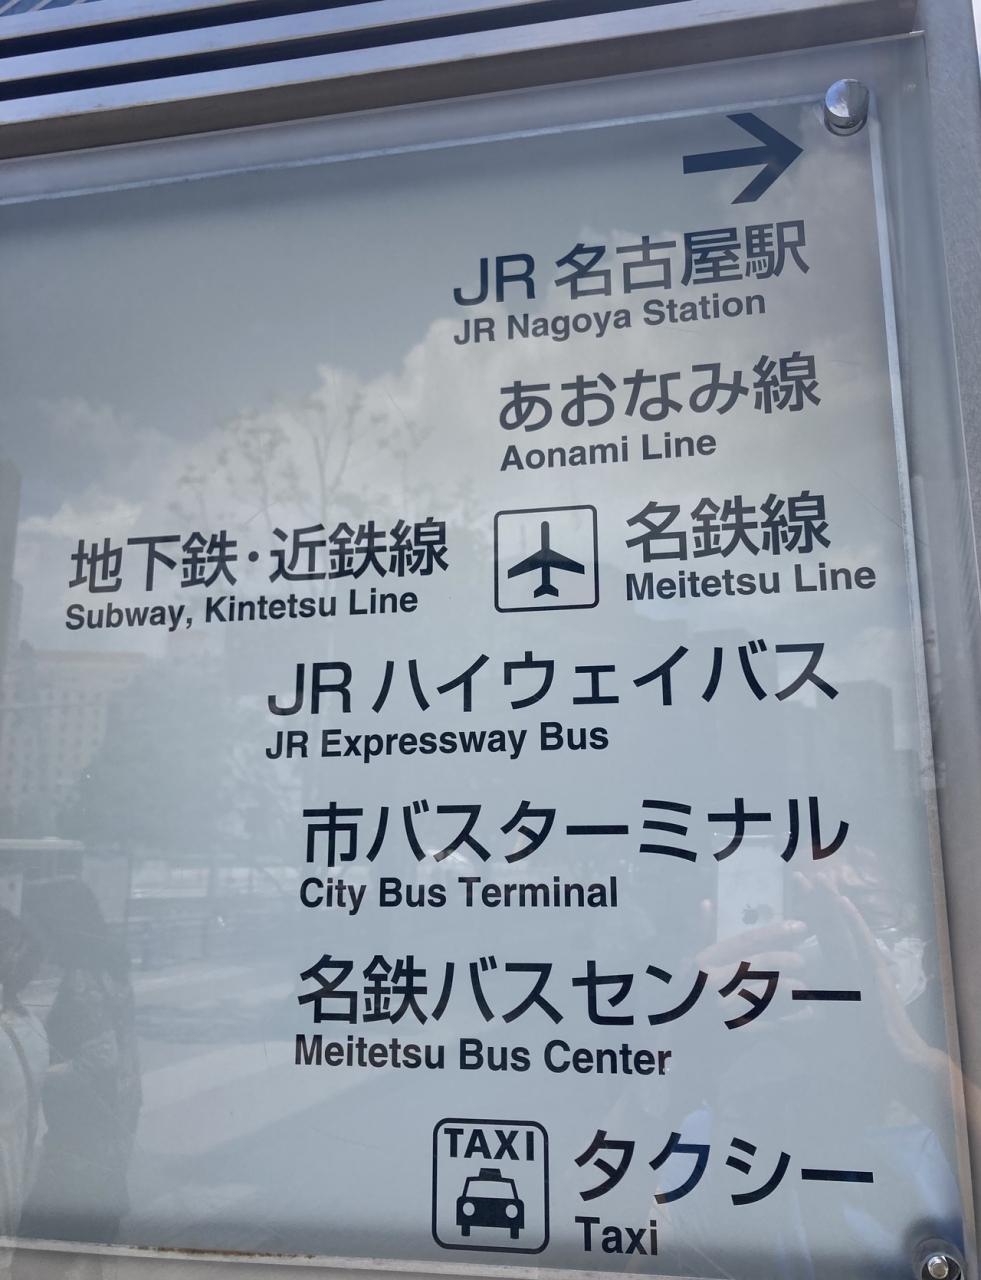 JR 名古屋駅
JR Nagoya Station
あおなみ線
Aonami Line
地下鉄・近鉄線
Subway, Kintetsu Line
名鉄線
Meitetsu Line
JR ハイウェイバス
JR Expressway Bus
市バスターミナル
City Bus Terminal
名鉄バスセンター
Meitetsu Bus Center
TAXI
タクシー
Taxi